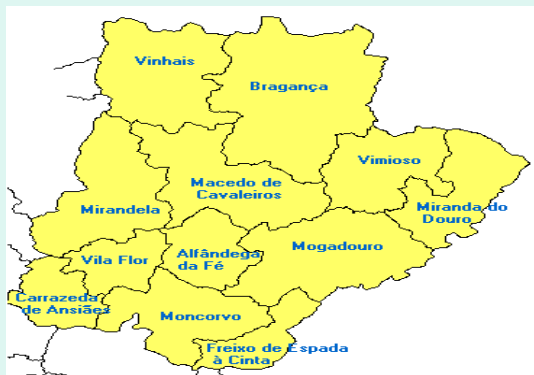 Vinhais
Bragança
Vimioso
Macedo de
Cavaleiros
Mirandela
Miranda do
Douro
Mogadouro
Vila Flor
Alfândega
da Fé
Carrazeda
de Ansiães
Moncorvo
Freixo de Espada
à Cinta